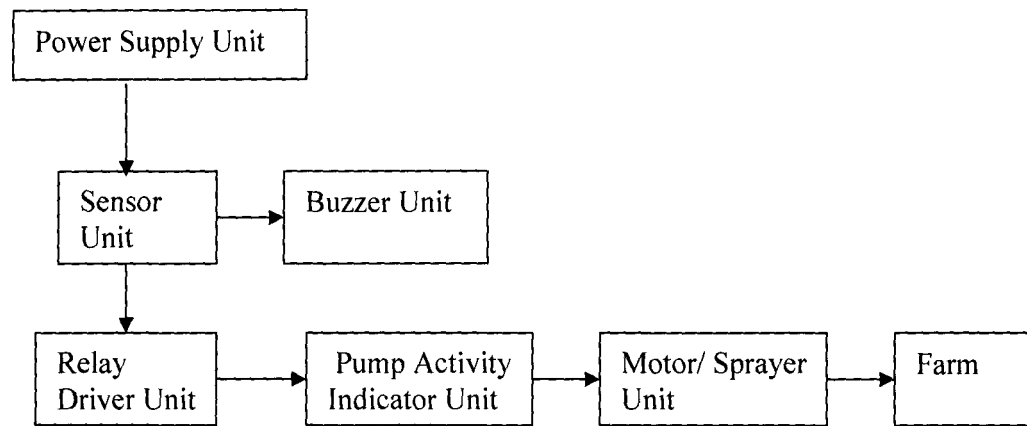 Power Supply Unit
Sensor
Unit
Buzzer Unit
Relay
Driver Unit
Pump Activity
Indicator Unit
Motor/ Sprayer
Unit
Farm